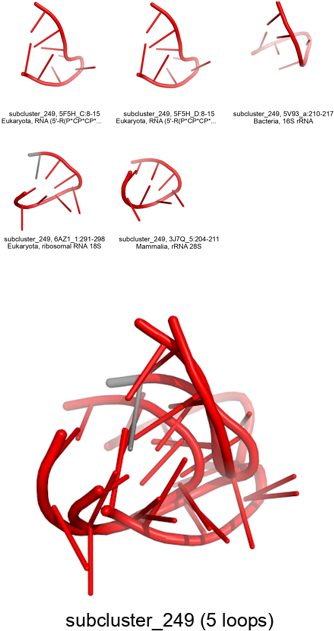 subcluster_249, 5F5H_C:8-15
Eukaryota, RNA (5'-R(P*CP*CP*...
subcluster_249, 5F5H_D:8-15
Eukaryota, RNA (5'-R(P*CP*CP*...
subcluster_249, 5V93_a:210-217
Bacteria, 16S rRNA
subcluster_249, 6AZ1_1:291-298
Eukaryota, ribosomal RNA 18S
subcluster_249, 3J7Q_5:204-211
Mammalia, rRNA 28S
subcluster_249 (5 loops)